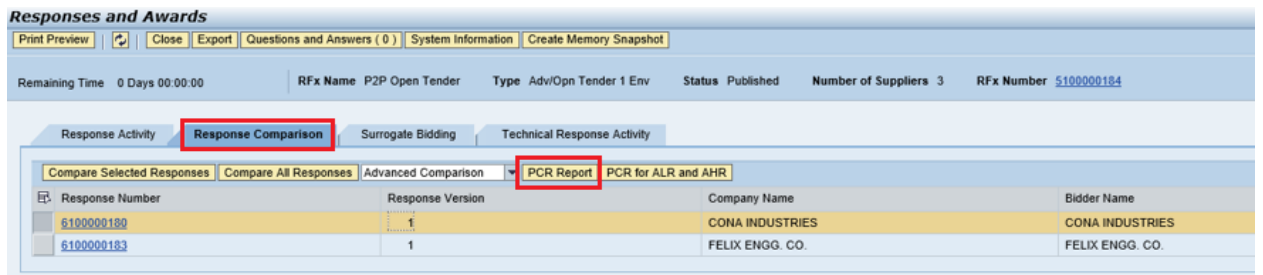 Responses and Awards
Print Preview Close Export Questions and Answers ( 0 ) System Information Create Memory Snapshot
Remaining Time 0 Days 00:00:00 RFx Name P2P Open Tender Type Adv/Opn Tender 1 Env Status Published Number of Suppliers 3 RFx Number 5100000184
Response Activity Response Comparison Surrogate Bidding Technical Response Activity
Compare Selected Responses Compare All Responses Advanced Comparison PCR Report PCR for ALR and AHR
Response Number Response Version Company Name Bidder Name
6100000180 1 CONA INDUSTRIES CONA INDUSTRIES
6100000183 1 FELIX ENGG. CO. FELIX ENGG. CO.